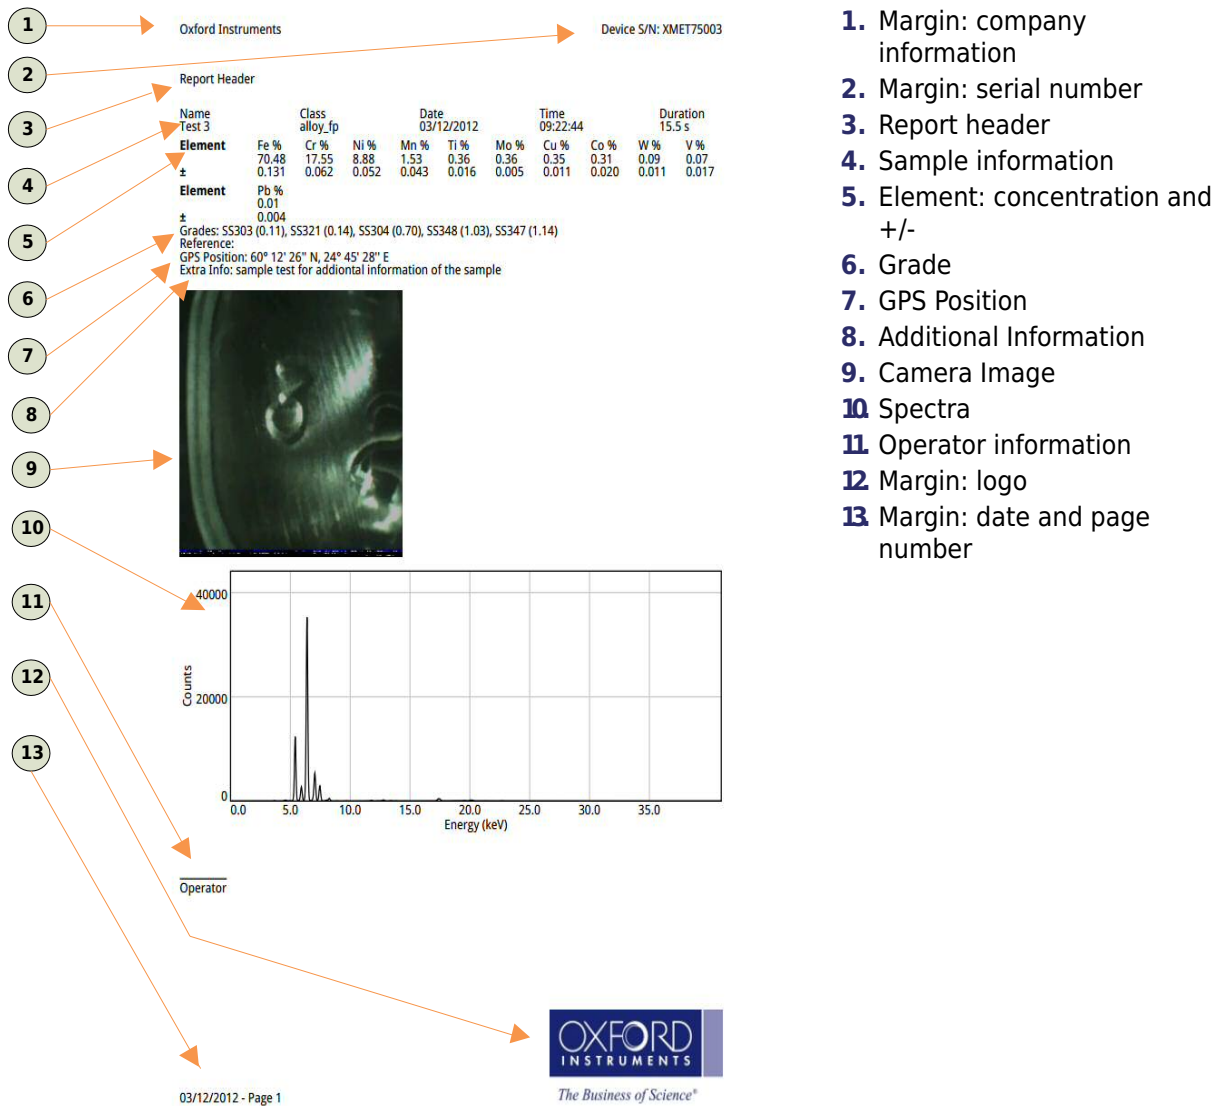 1
Oxford Instruments
Device S/N: XMET75003
2
Report Header
3
Name Class Date Time Duration
Test 3 alloy_fp 03/12/2012 09:22:44 15.5 s
Element Fe % Cr % Ni % Mn % Ti % Mo % Cu % Co % W % V %
70.48 17.55 8.88 1.53 0.36 0.36 0.35 0.31 0.09 0.07
± 0.131 0.062 0.052 0.043 0.016 0.005 0.011 0.020 0.011 0.017
4
Element Pb %
0.01
± 0.004
Grades: SS303 (0.11), SS321 (0.14), SS304 (0.70), SS348 (1.03), SS347 (1.14)
5
Reference:
GPS Position: 60° 12' 26" N, 24° 45' 28" E
Extra Info: sample test for addiontal information of the sample
6
7
8
9
10
11
12
13
40000
20000
0
Counts
0.0 5.0 10.0 15.0 20.0 25.0 30.0 35.0
Energy (keV)
Operator
OXFORD
INSTRUMENTS
The Business of Science®
03/12/2012 - Page 1
1. Margin: company
information
2. Margin: serial number
3. Report header
4. Sample information
5. Element: concentration and
+/-
6. Grade
7. GPS Position
8. Additional Information
9. Camera Image
10. Spectra
11. Operator information
12. Margin: logo
13. Margin: date and page
number